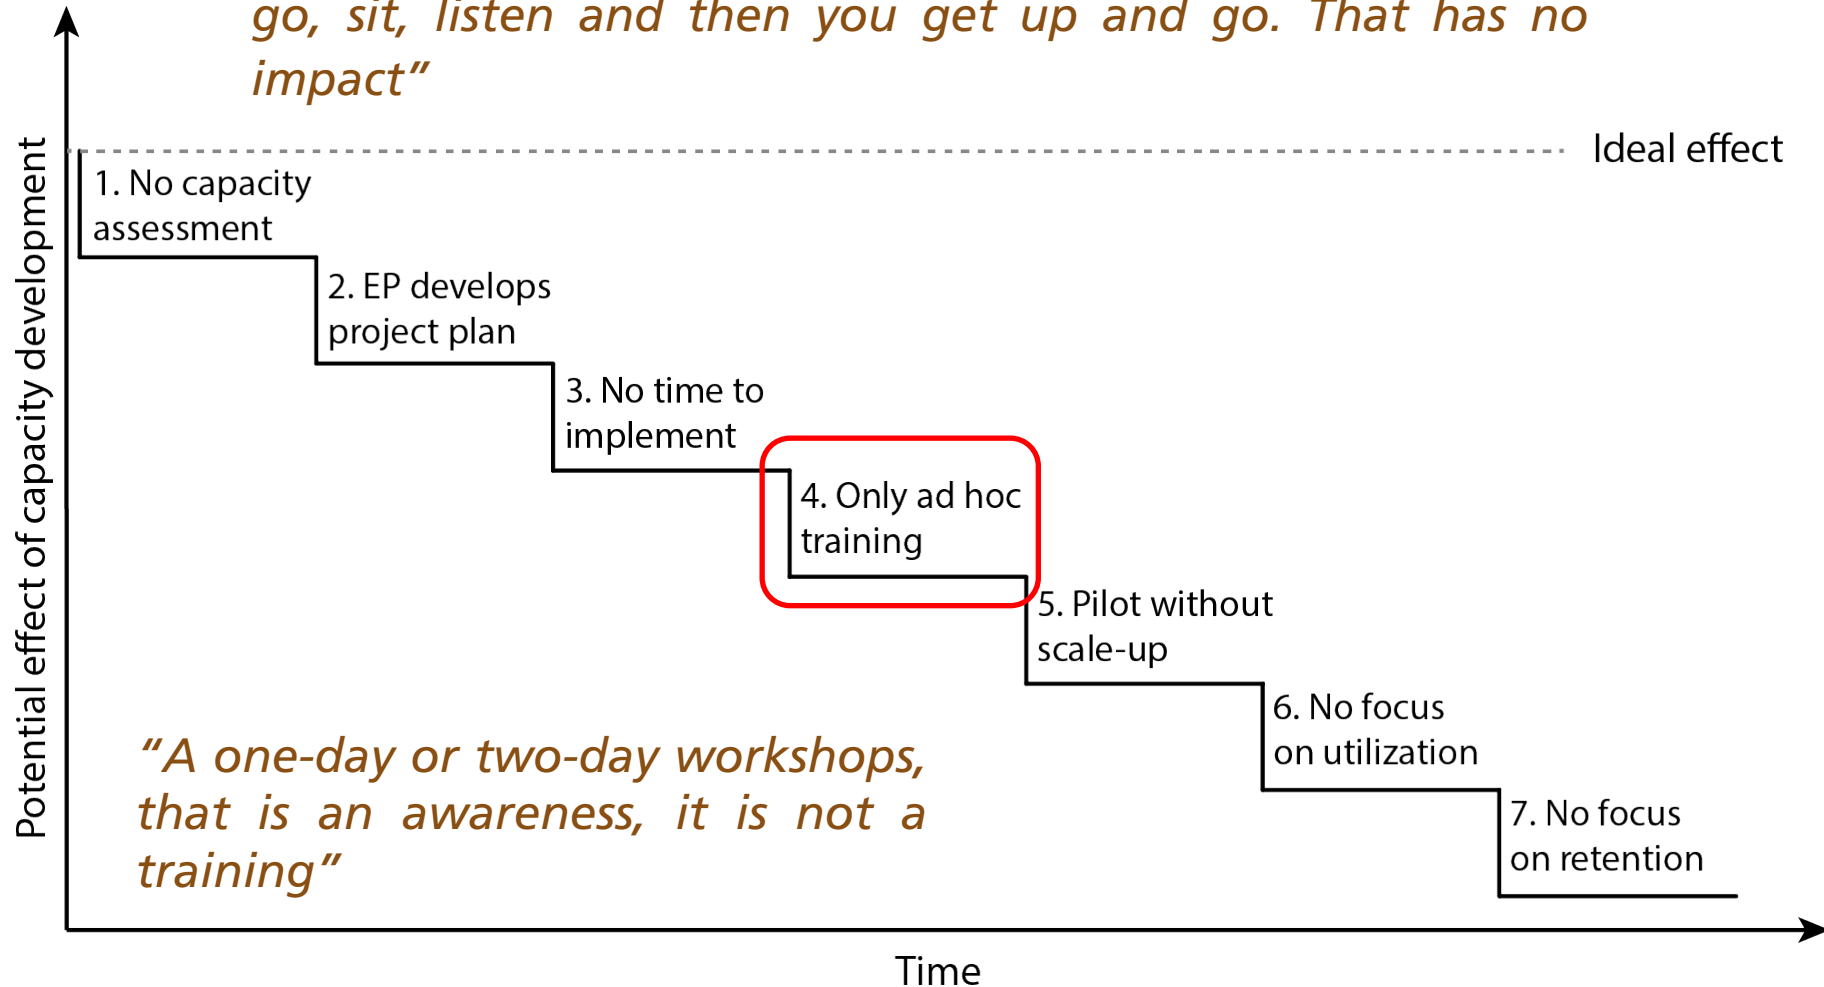 go, sit, listen and then you get up and go. That has no
impact”
Ideal effect
1. No capacity
assessment
2. EP develops
project plan
3. No time to
implement
4. Only ad hoc
training
5. Pilot without
scale-up
6. No focus
on utilization
7. No focus
on retention
“A one-day or two-day workshops,
that is an awareness, it is not a
training”
Potential effect of capacity development
Time